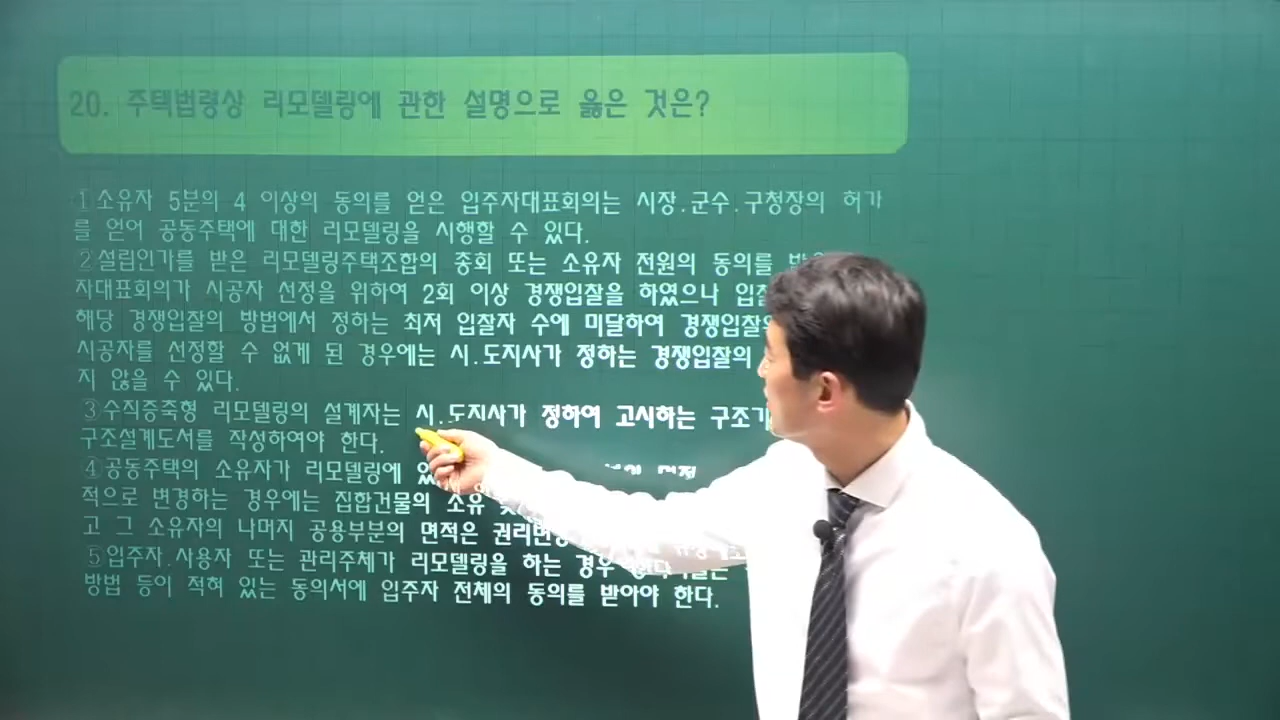 20. 주택법령상 리모델링에 관한 설명으로 옳은 것은?
①소유자 5분의 4 이상의 동의를 얻은 입주자대표회의는 시장.군수.구청장의 허가
를 얻어 공동주택에 대한 리모델링을 시행할 수 있다.
②설립인가를 받은 리모델링주택조합의 총회 또는 소유자 전원의 동의를
자대표회의가 시공자 선정을 위하여 2회 이상 경쟁입찰을 하였으나
해당 경쟁입찰의 방법에서 정하는 최저 입찰자 수에 미달하여
시공자를 선정할 수 없게 된 경우에는 시.도지사가 정하는 경쟁입찰의
지 않을 수 있다.
③수직증축형 리모델링의 설계자는 시.도지사가 정하여 고시하는
구조설계도서를 작성하여야 한다.
④공동주택의 소유자가 리모델링에
적으로 변경하는 경우에는 집합건물의 소유
고 그 소유자의 나머지 공용부분의 면적은
⑤입주자.사용자 또는 관리주체가 리모델링을 하는 경우
방법 등이 적혀 있는 동의서에 입주자 전체의 동의를 받아야 한다.